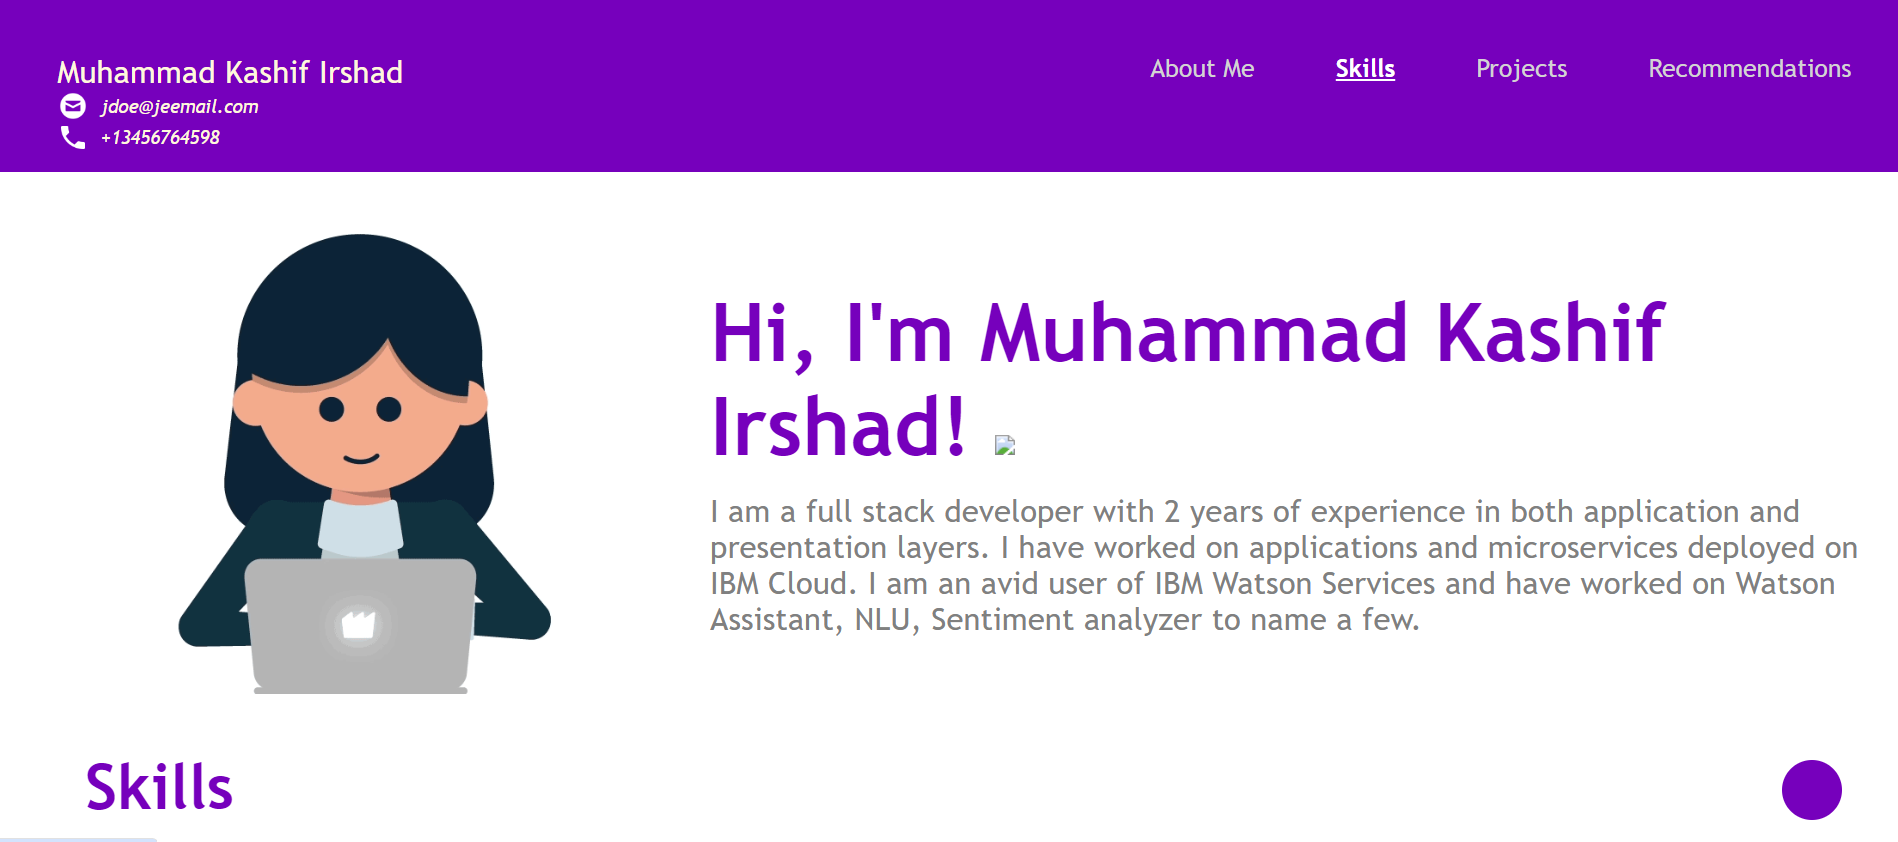 Muhammad Kashif Irshad
jdoe@jeemail.com
+13456764598
About Me
Skills
Projects
Recommendations
Hi, I'm Muhammad Kashif
Irshad!
I am a full stack developer with 2 years of experience in both application and
presentation layers. I have worked on applications and microservices deployed on
IBM Cloud. I am an avid user of IBM Watson Services and have worked on Watson
Assistant, NLU, Sentiment analyzer to name a few.
Skills